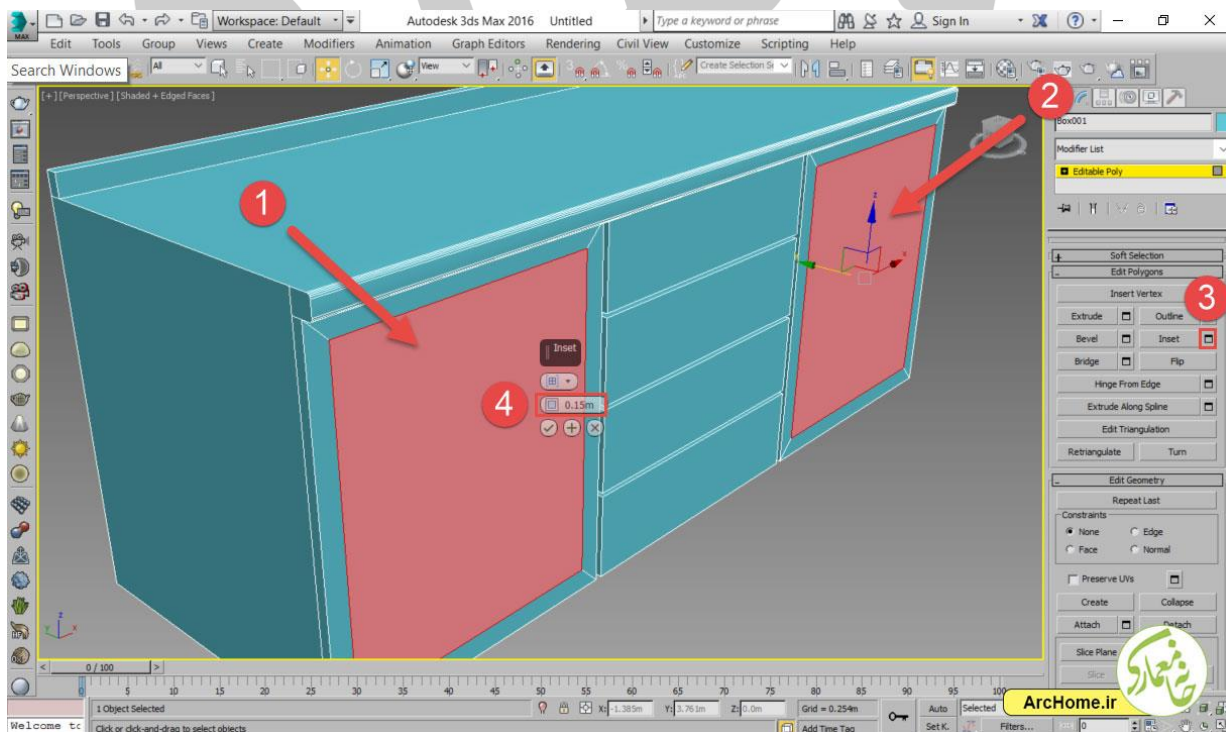 MAX
Workspace: Default
Autodesk 3ds Max 2016 Untitled
Type a keyword or phrase
Sign In
Edit Tools Group Views Create Modifiers Animation Graph Editors Rendering Civil View Customize Scripting Help
Search Windows
All
View
Create Selection Se
[+] [Perspective] [Shaded + Edged Faces]
1
2
3
4
z
x
Inset
0.15m
Box001
Modifier List
Editable Poly
Soft Selection
Edit Polygons
Insert Vertex
Extrude Outline
Bevel Inset
Bridge Flip
Hinge From Edge
Extrude Along Spline
Edit Triangulation
Retriangulate Turn
Edit Geometry
Repeat Last
Constraints
None Edge
Face Normal
Preserve UVs
Create Collapse
Attach Detach
Slice Plane
Slice
z
y x
0 / 100
0 5 10 15 20 25 30 35 40 45 50 55 60 65 70 75 80 85 90 95 100
1 Object Selected
X: -1.385m Y: 3.761m Z: 0.0m
Grid = 0.254m
Auto Selected
Welcome to
Click or click-and-drag to select objects
Add Time Tag
Set K. Filters...
0
ArcHome.ir
خانه معماری